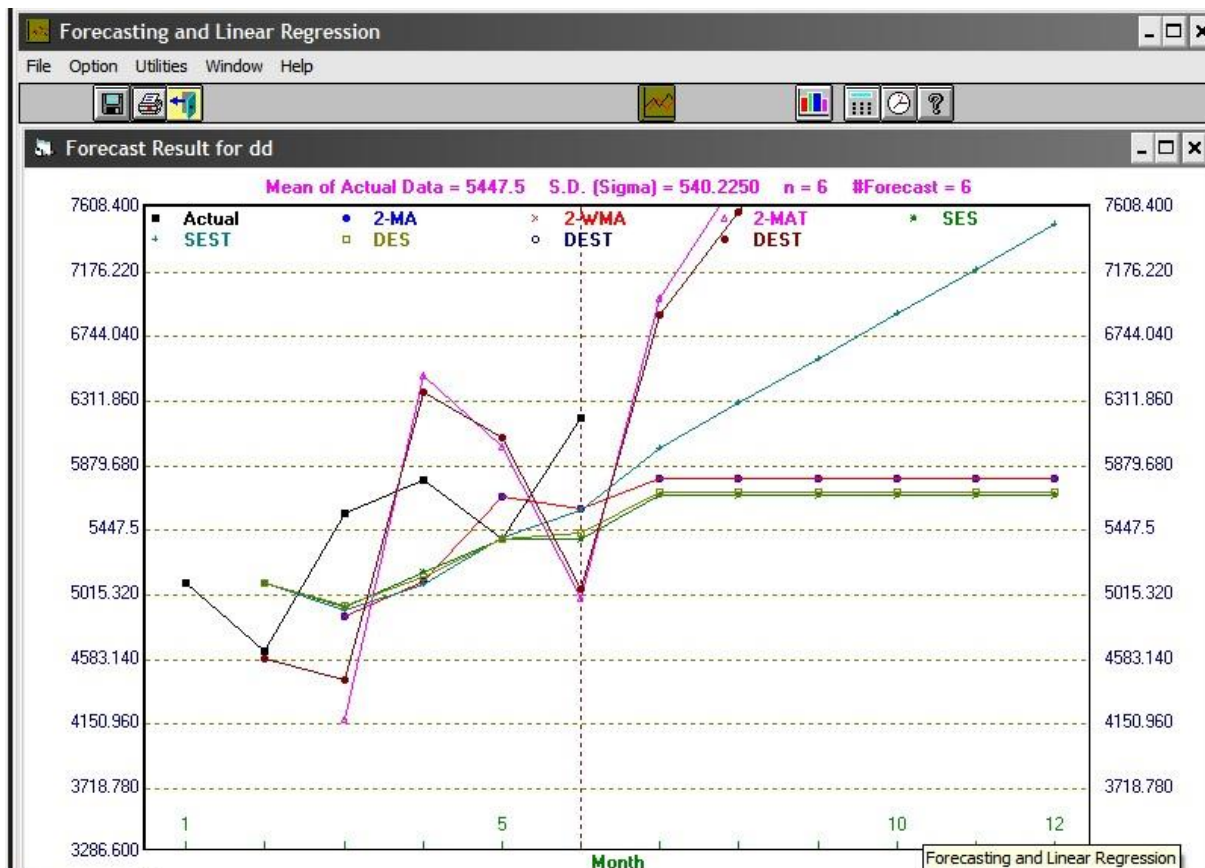 Forecasting and Linear Regression
File Option Utilities Window Help
Forecast Result for dd
Mean of Actual Data = 5447.5 S.D. (Sigma) = 540.2250 n = 6 #Forecast = 6
7608.400 7608.400
Actual 2-MA 2-WMA 2-MAT SES
SEST DES DEST DEST
7176.220 7176.220
6744.040 6744.040
6311.860 6311.860
5879.680 5879.680
5447.5 5447.5
5015.320 5015.320
4583.140 4583.140
4150.960 4150.960
3718.780 3718.780
1 5 10 12
3286.600
Month
Forecasting and Linear Regression